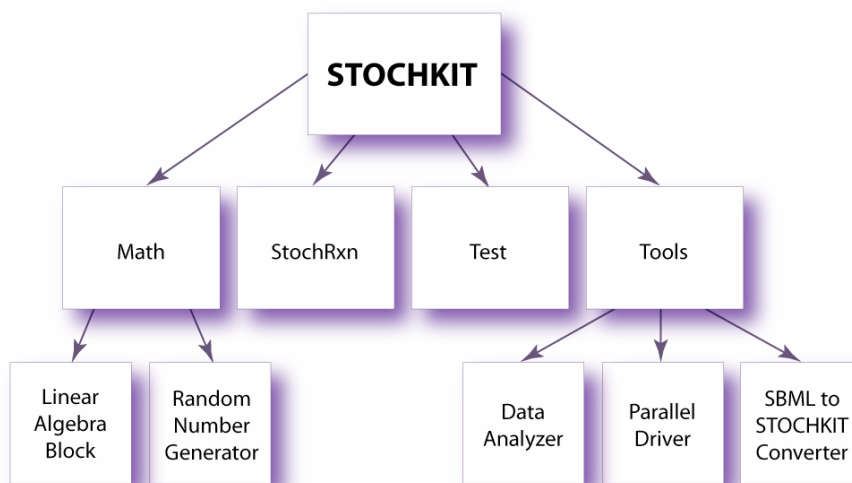 STOCHKIT
Math
StochRxn
Test
Tools
Linear
Algebra
Block
Random
Number
Generator
Data
Analyzer
Parallel
Driver
SBML to
STOCHKIT
Converter